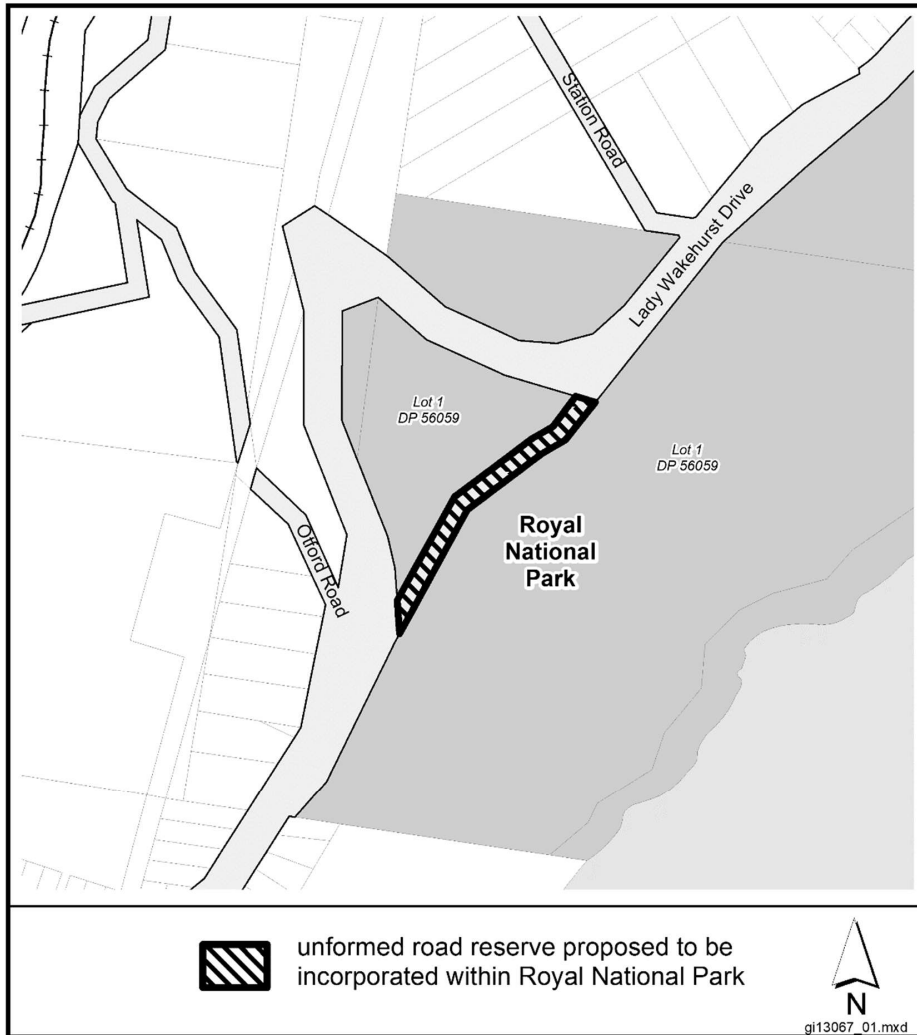 Station Road
Lady Wakehurst Drive
Lot 1
DP 56059
Lot 1
DP 56059
Royal
National
Park
Otford Road
unformed road reserve proposed to be
incorporated within Royal National Park
N
gi13067_01.mxd